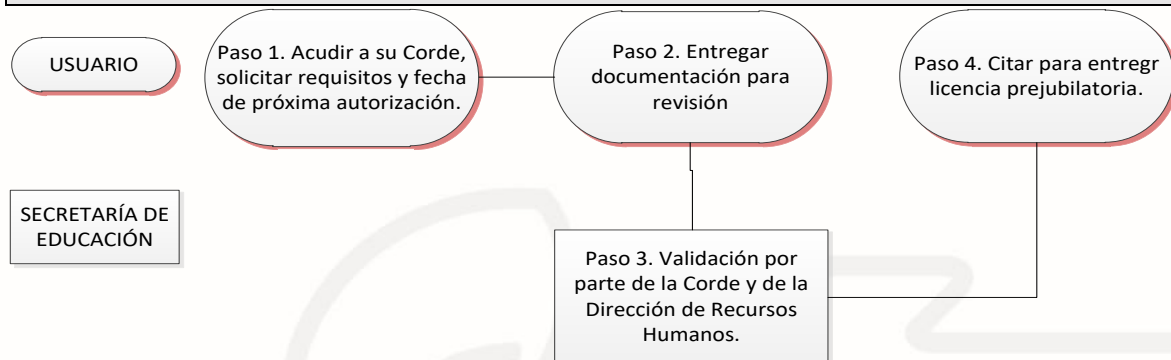 USUARIO
Paso 1. Acudir a su Corde,
solicitar requisitos y fecha
de próxima autorización.
Paso 2. Entregar
documentación para
revisión
Paso 4. Citar para entregr
licencia prejubilatoria.
SECRETARÍA DE
EDUCACIÓN
Paso 3. Validación por
parte de la Corde y de la
Dirección de Recursos
Humanos.